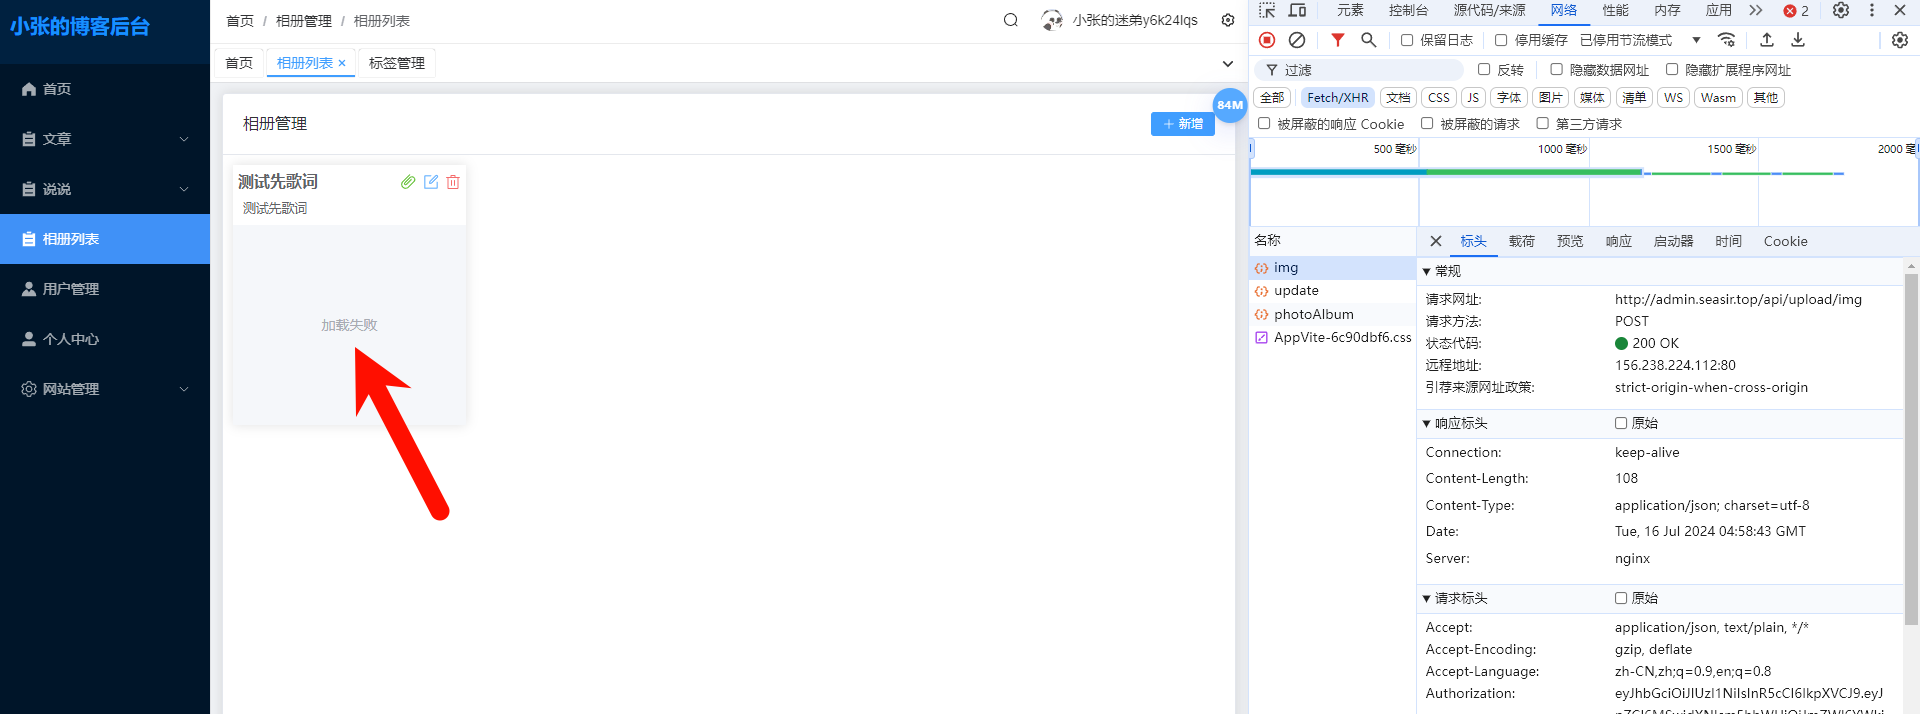 小张的博客后台
首页
文章
说说
相册列表
用户管理
个人中心
网站管理
首页 / 相册管理 / 相册列表
小张的迷弟y6k24lqs
首页
相册列表 ×
标签管理
84M
相册管理
+ 新增
测试先歌词
测试先歌词
加载失败
元素 控制台 源代码/来源 网络 性能 内存 应用 2
保留日志 停用缓存 已停用节流模式
过滤 反转 隐藏数据网址 隐藏扩展程序网址
全部 Fetch/XHR 文档 CSS JS 字体 图片 媒体 清单 WS Wasm 其他
被屏蔽的响应 Cookie 被屏蔽的请求 第三方请求
500 毫秒 1000 毫秒 1500 毫秒 2000 毫
名称
img
update
photoAlbum
AppVite-6c90dbf6.css
标头 载荷 预览 响应 启动器 时间 Cookie
常规
请求网址: http://admin.seasir.top/api/upload/img
请求方法: POST
状态代码: 200 OK
远程地址: 156.238.224.112:80
引荐来源网址政策: strict-origin-when-cross-origin
响应标头 原始
Connection: keep-alive
Content-Length: 108
Content-Type: application/json; charset=utf-8
Date: Tue, 16 Jul 2024 04:58:43 GMT
Server: nginx
请求标头 原始
Accept: application/json, text/plain, */*
Accept-Encoding: gzip, deflate
Accept-Language: zh-CN,zh;q=0.9,en;q=0.8
Authorization: eyJhbGciOiJIUzI1NiIsInR5cCI6IkpXVCJ9.eyJ